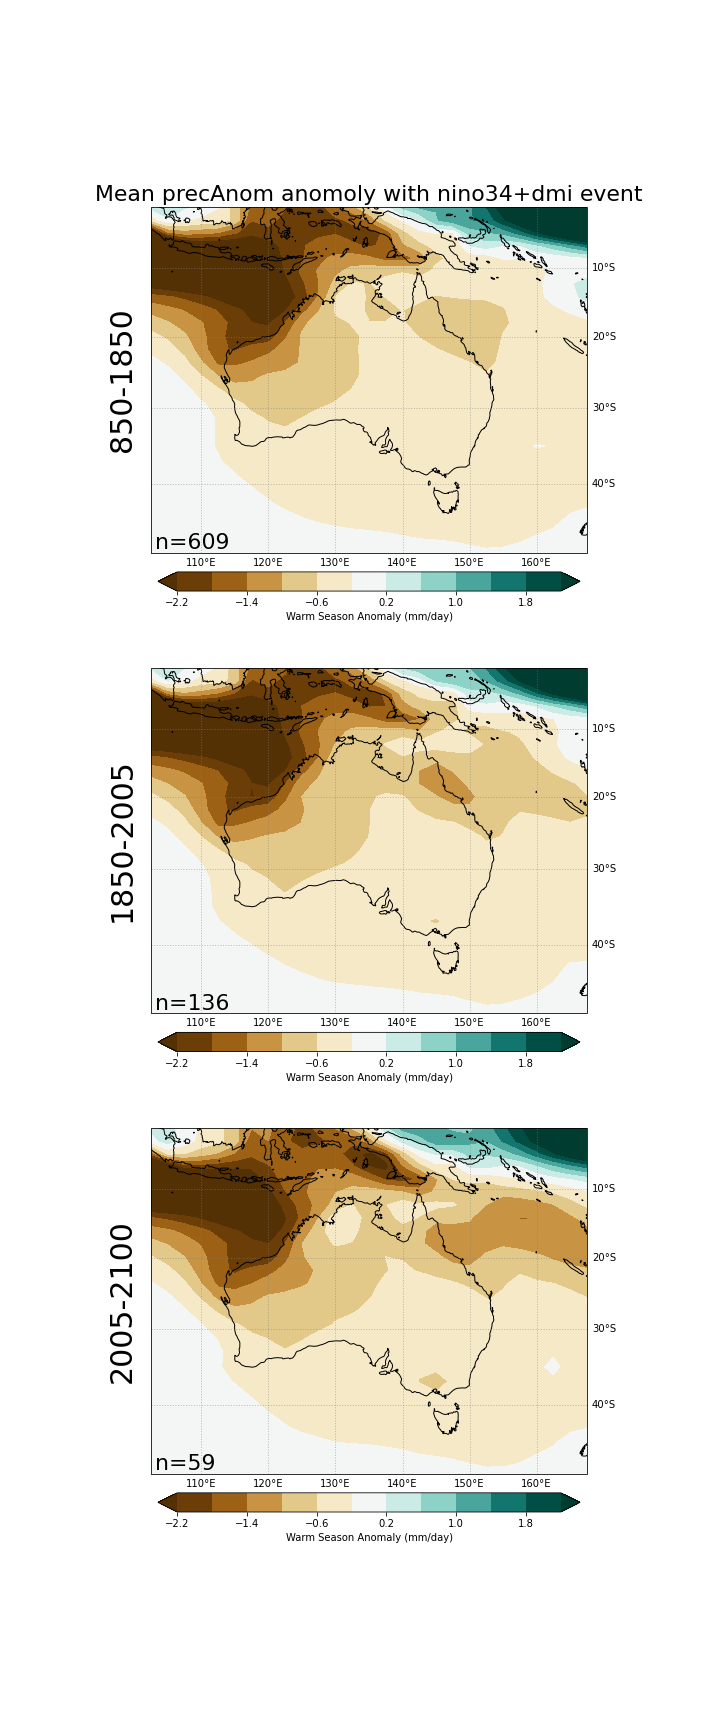 Mean precAnom anomoly with nino34+dmi event
850-1850
10°S
20°S
30°S
40°S
n=609
110°E 120°E 130°E 140°E 150°E 160°E
−2.2 −1.4 −0.6 0.2 1.0 1.8
Warm Season Anomaly (mm/day)
1850-2005
10°S
20°S
30°S
40°S
n=136
110°E 120°E 130°E 140°E 150°E 160°E
−2.2 −1.4 −0.6 0.2 1.0 1.8
Warm Season Anomaly (mm/day)
2005-2100
10°S
20°S
30°S
40°S
n=59
110°E 120°E 130°E 140°E 150°E 160°E
−2.2 −1.4 −0.6 0.2 1.0 1.8
Warm Season Anomaly (mm/day)